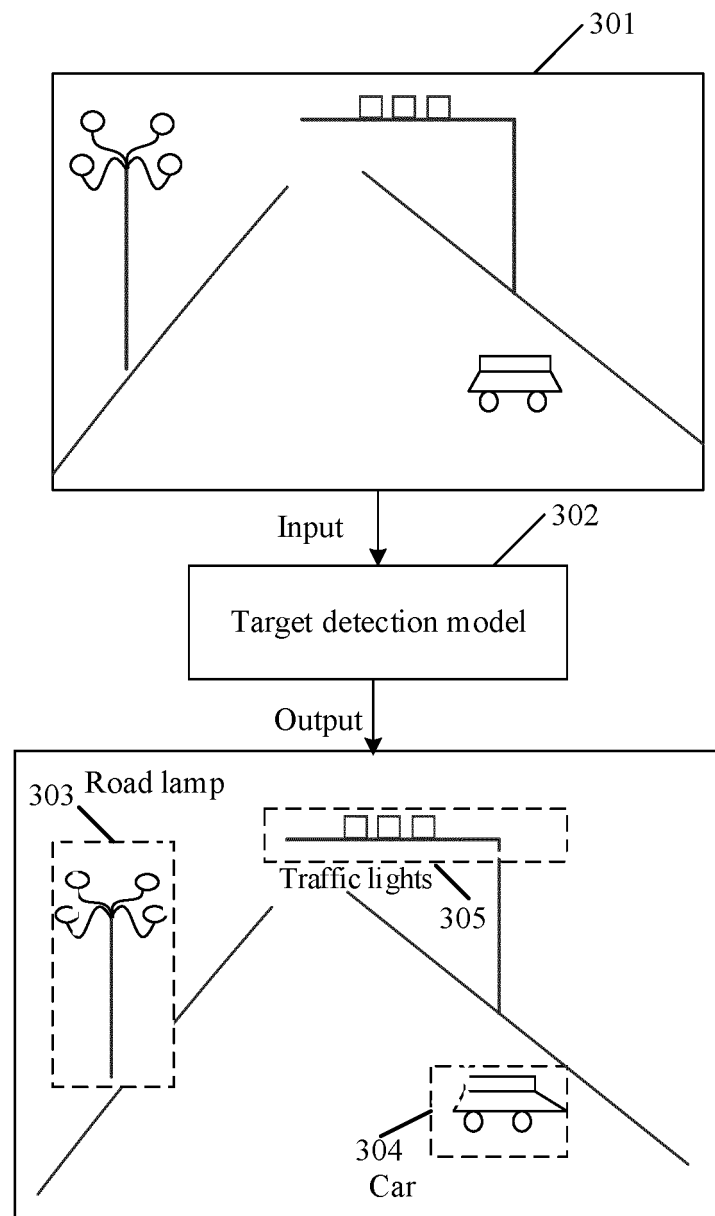 301
Input
302
Target detection model
Output
303
Road lamp
Traffic lights
305
304
Car